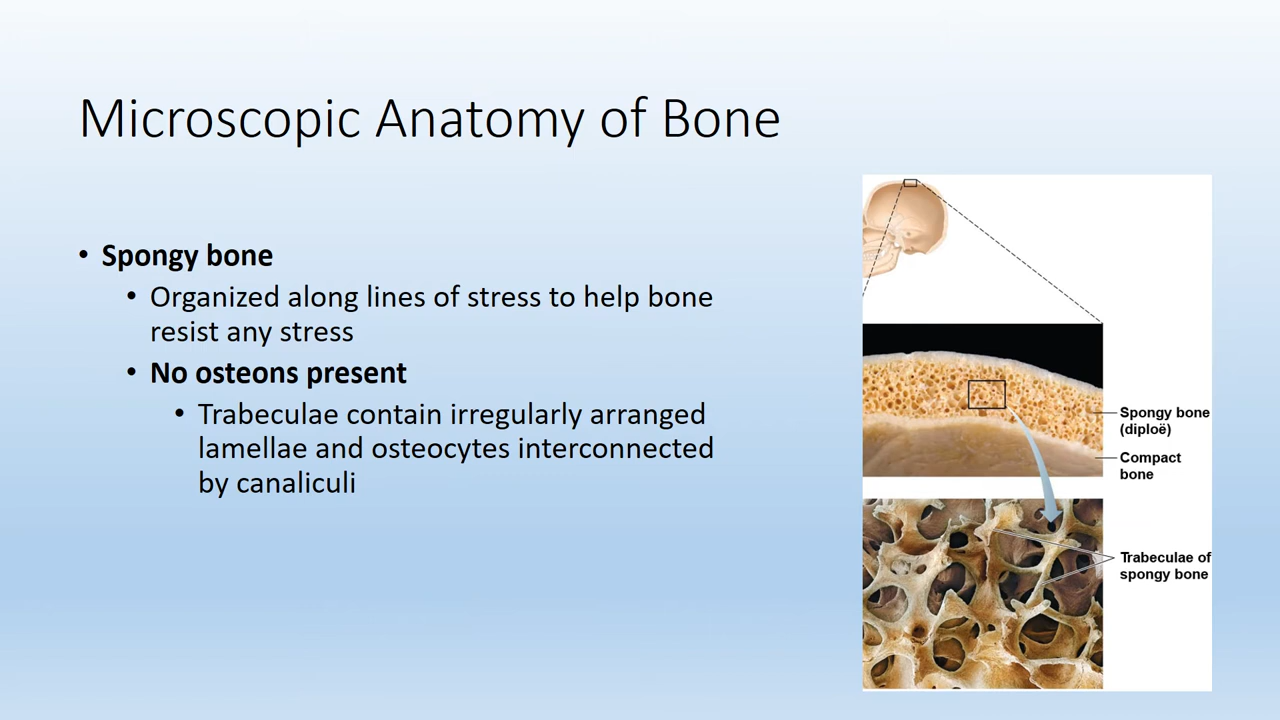 Microscopic Anatomy of Bone
• Spongy bone
• Organized along lines of stress to help bone
resist any stress
• No osteons present
• Trabeculae contain irregularly arranged
lamellae and osteocytes interconnected
by canaliculi
Spongy bone
(diploë)
Compact
bone
Trabeculae of
spongy bone